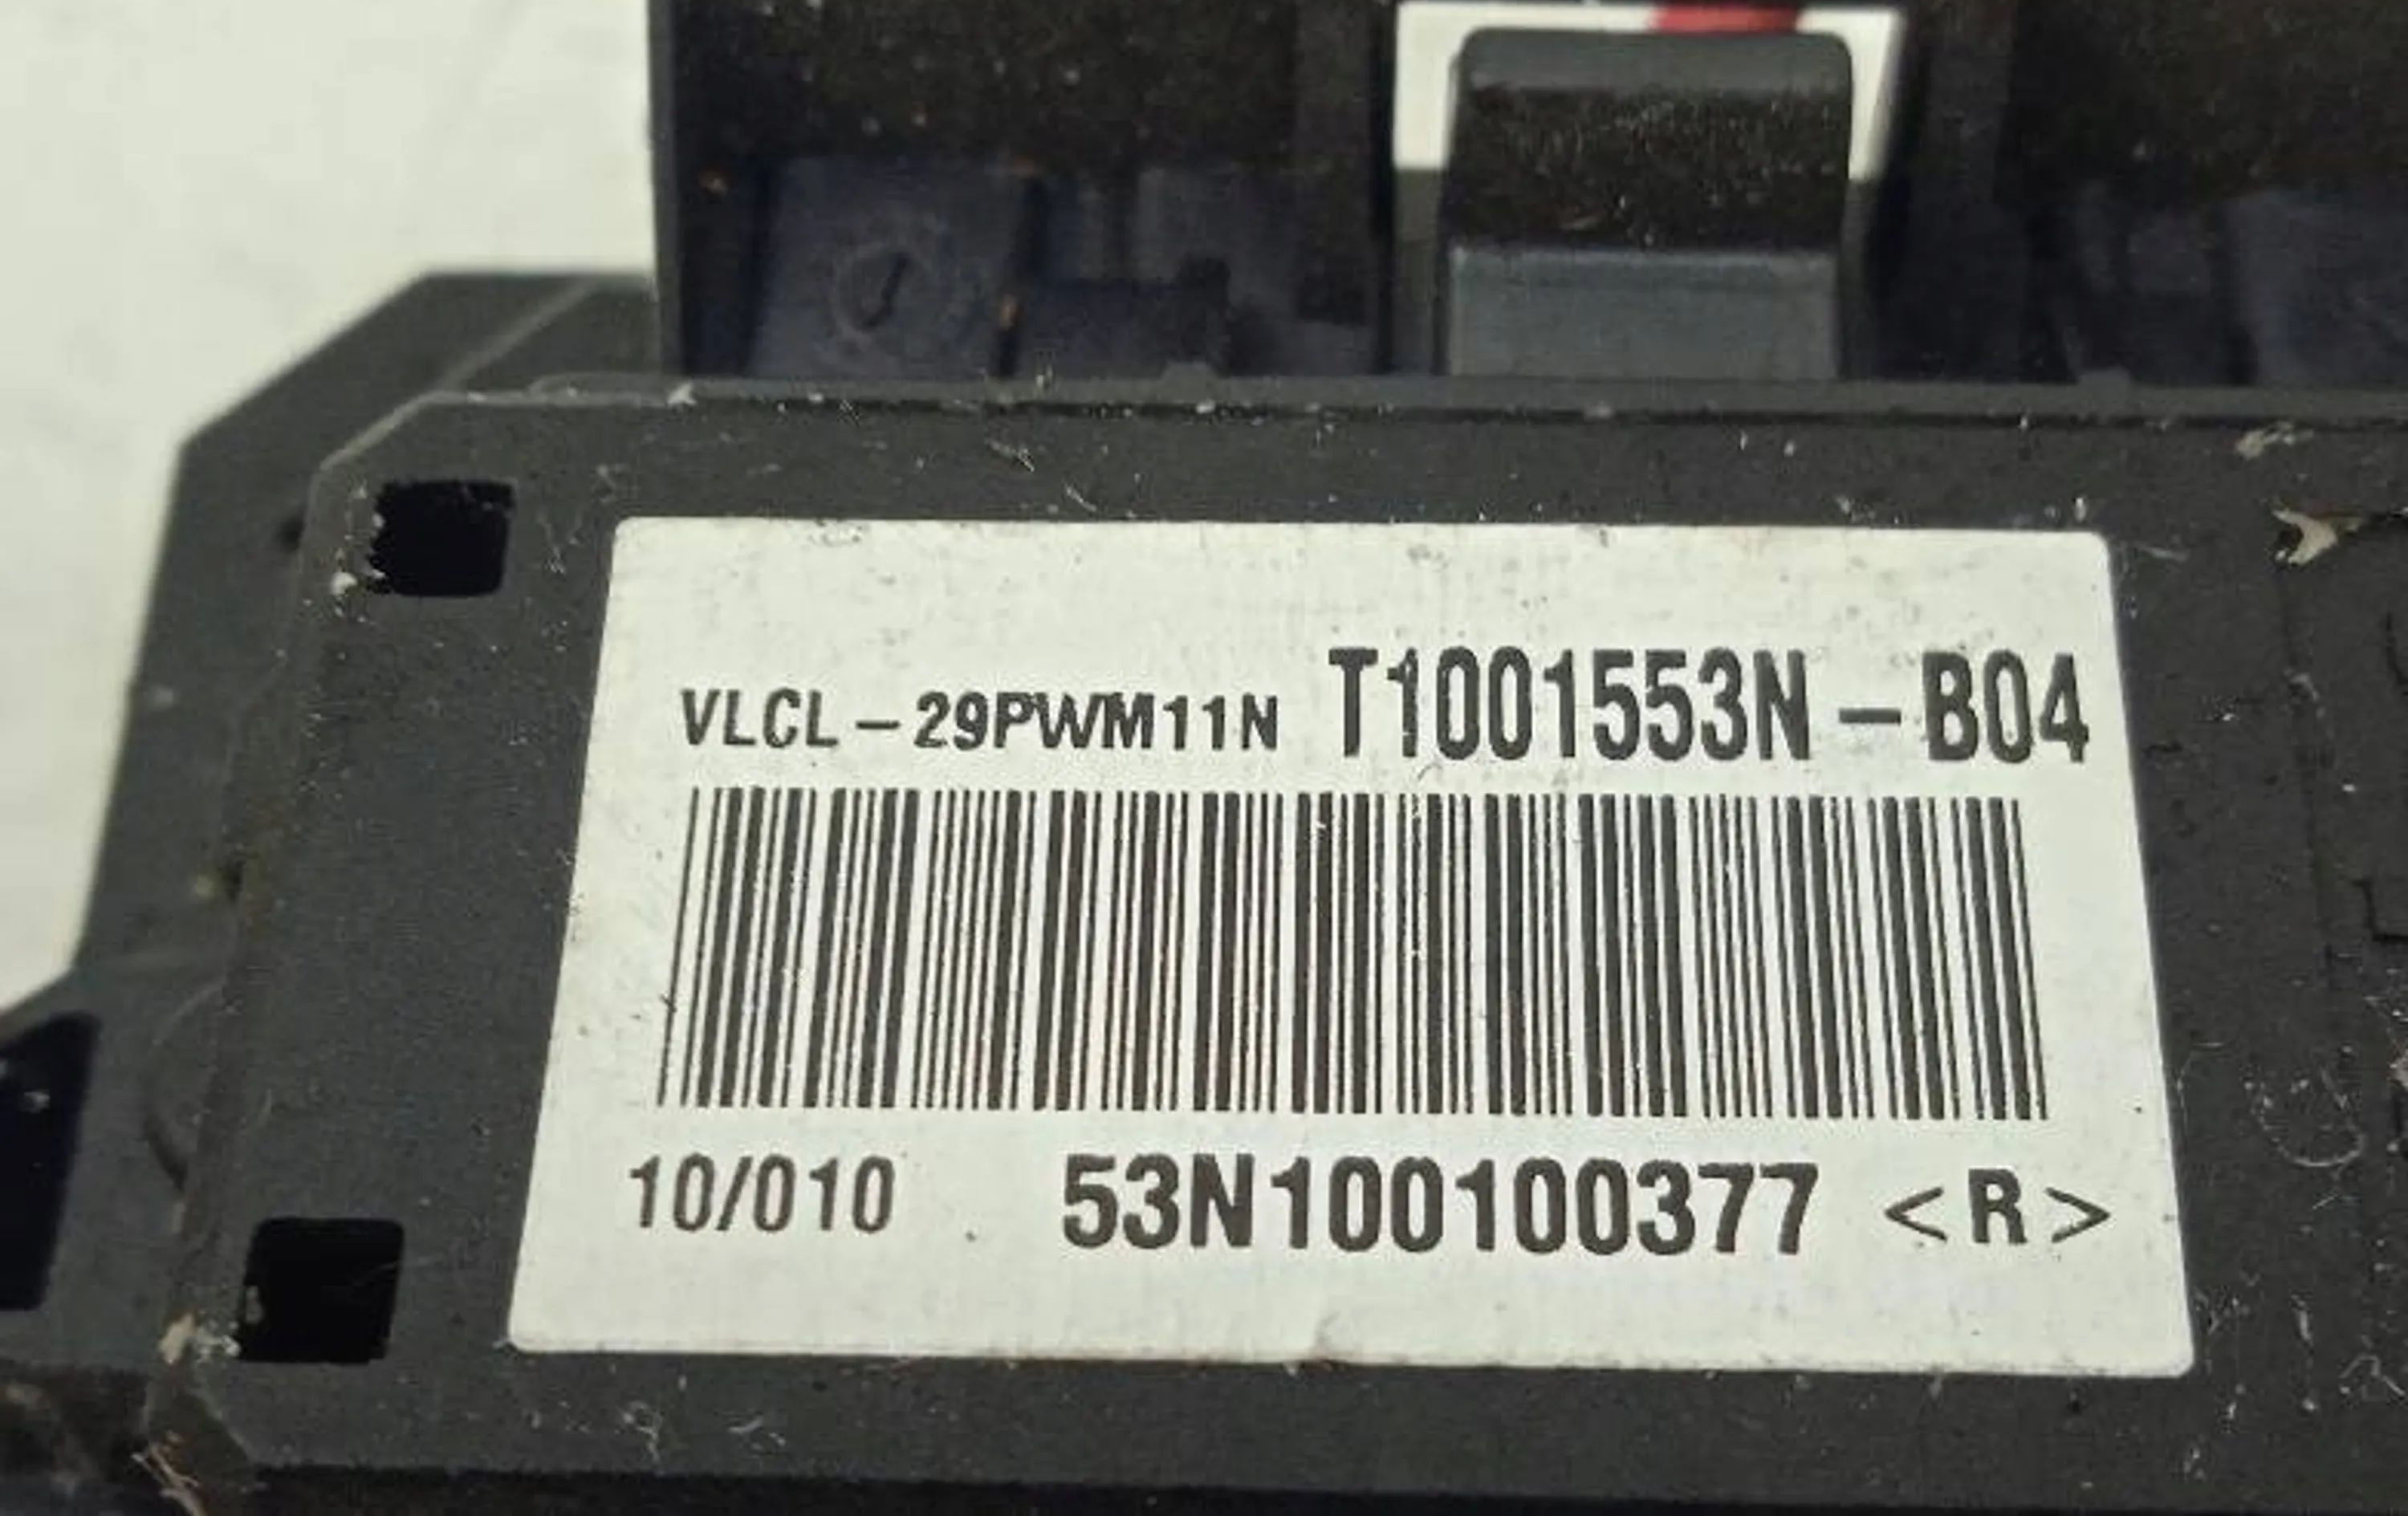 VLCL-29PWM11N T1001553N-B04
10/010 53N100100377 <R>